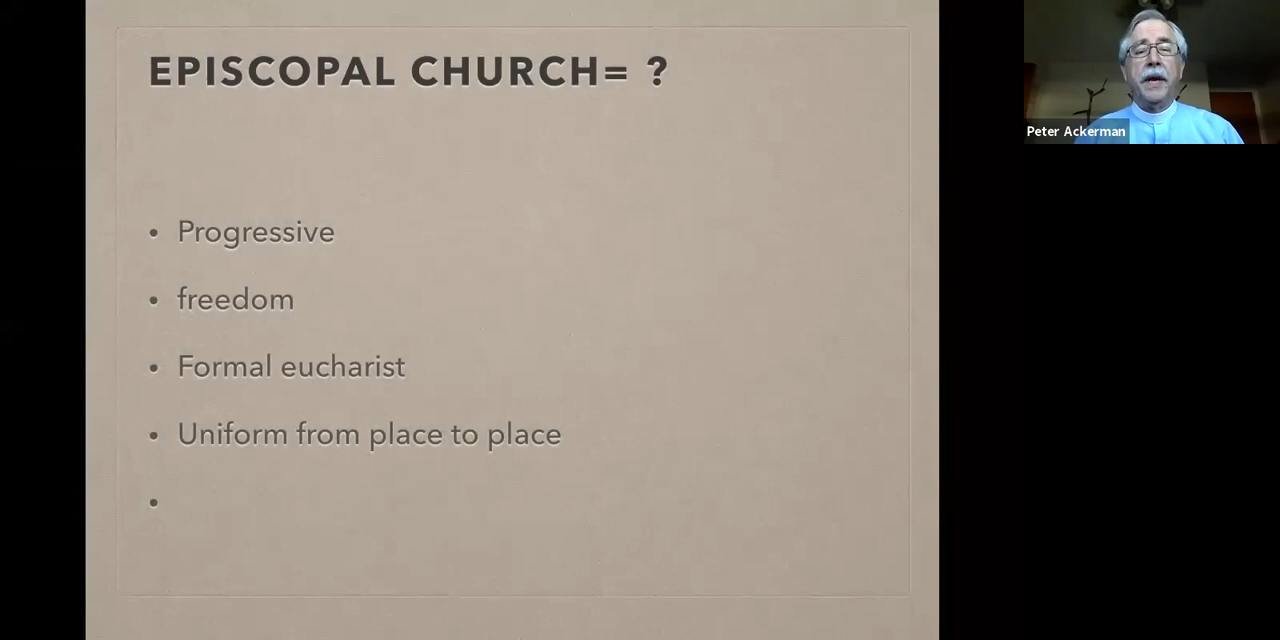 EPISCOPAL CHURCH= ?
• Progressive
• freedom
• Formal eucharist
• Uniform from place to place
•
Peter Ackerman